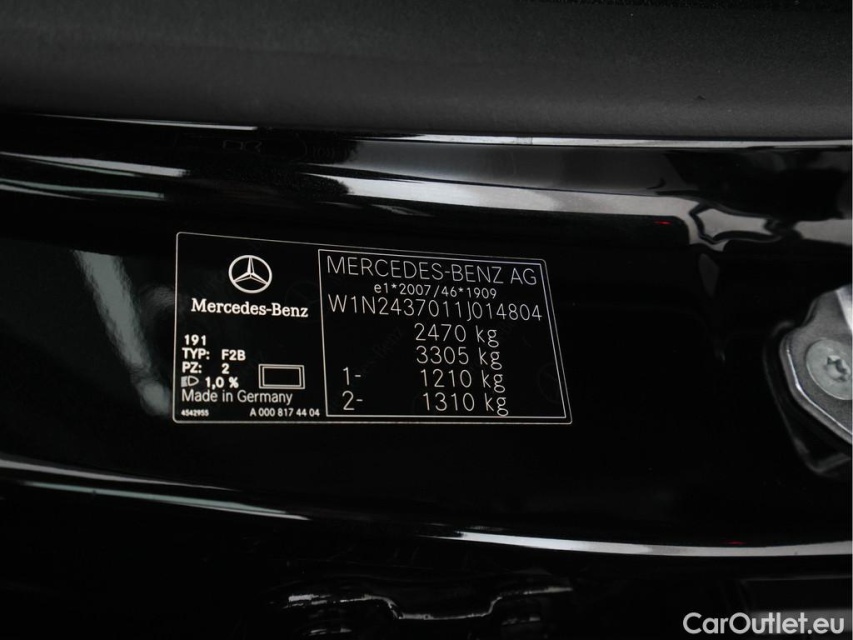 Mercedes-Benz
191
TYP: F2B
PZ: 2
1,0 %
Made in Germany
4542955
A 000 817 44 04
MERCEDES-BENZ AG
e1*2007/46*1909
W1N2437011J014804
2470 kg
3305 kg
1- 1210 kg
2- 1310 kg
CarOutlet.eu